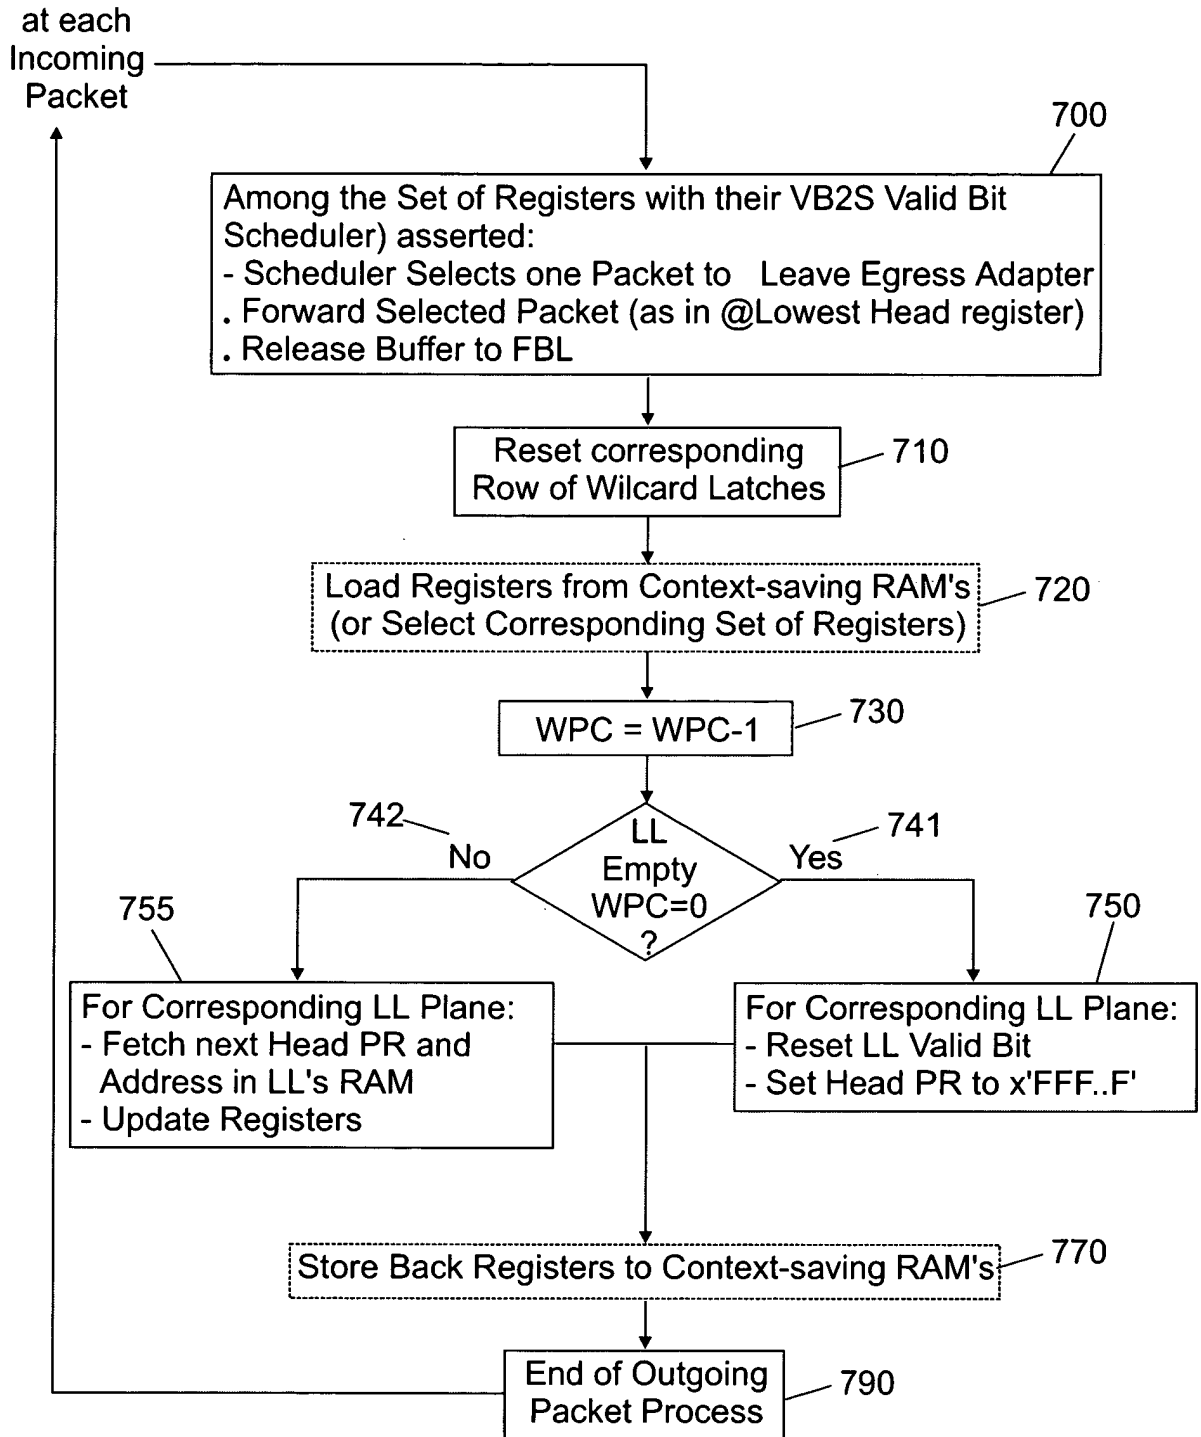 at each
Incoming
Packet
700
Among the Set of Registers with their VB2S Valid Bit
Scheduler) asserted:
- Scheduler Selects one Packet to Leave Egress Adapter
. Forward Selected Packet (as in @Lowest Head register)
. Release Buffer to FBL
Reset corresponding
Row of Wilcard Latches
710
Load Registers from Context-saving RAM's
(or Select Corresponding Set of Registers)
720
WPC = WPC-1
730
742
No
LL
Empty
WPC=0
?
741
Yes
755
For Corresponding LL Plane:
- Fetch next Head PR and
Address in LL's RAM
- Update Registers
750
For Corresponding LL Plane:
- Reset LL Valid Bit
- Set Head PR to x'FFF..F'
Store Back Registers to Context-saving RAM's
770
End of Outgoing
Packet Process
790